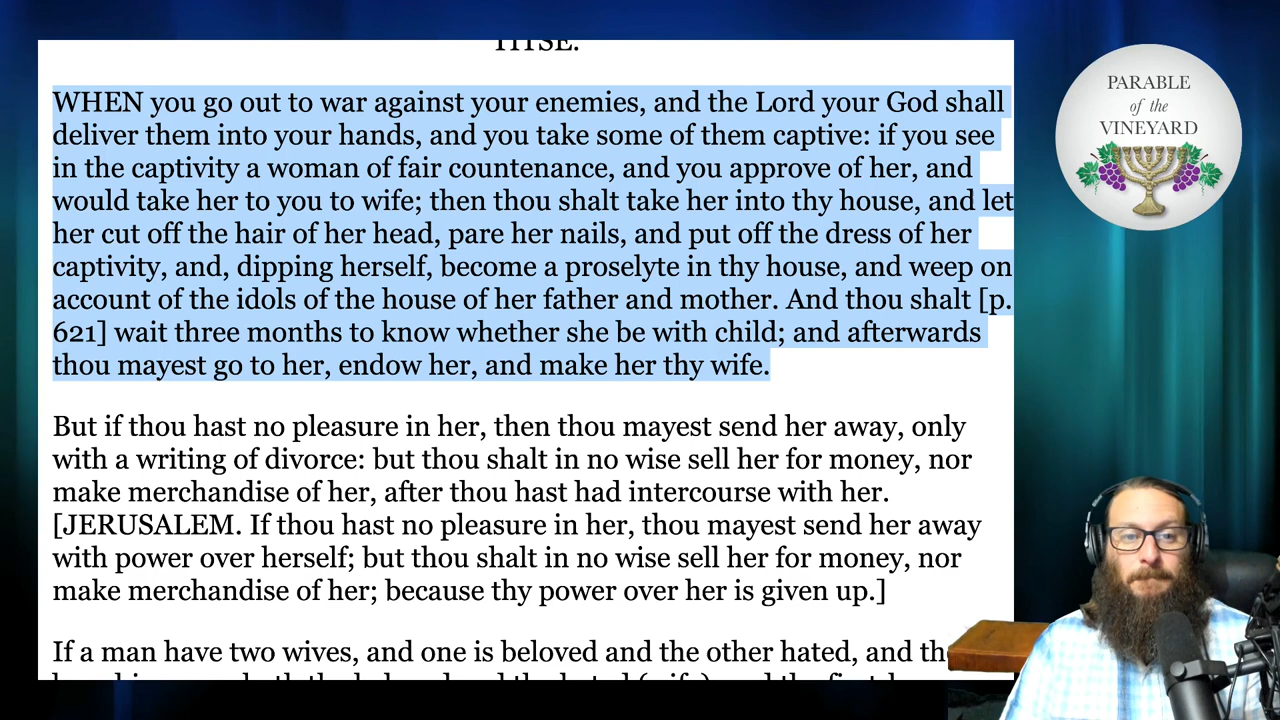 TITSE.
WHEN you go out to war against your enemies, and the Lord your God shall
deliver them into your hands, and you take some of them captive: if you see
in the captivity a woman of fair countenance, and you approve of her, and
would take her to you to wife; then thou shalt take her into thy house, and let
her cut off the hair of her head, pare her nails, and put off the dress of her
captivity, and, dipping herself, become a proselyte in thy house, and weep on
account of the idols of the house of her father and mother. And thou shalt [p.
621] wait three months to know whether she be with child; and afterwards
thou mayest go to her, endow her, and make her thy wife.
But if thou hast no pleasure in her, then thou mayest send her away, only
with a writing of divorce: but thou shalt in no wise sell her for money, nor
make merchandise of her, after thou hast had intercourse with her.
[JERUSALEM. If thou hast no pleasure in her, thou mayest send her away
with power over herself; but thou shalt in no wise sell her for money, nor
make merchandise of her; because thy power over her is given up.]
If a man have two wives, and one is beloved and the other hated, and
PARABLE
of the
VINEYARD